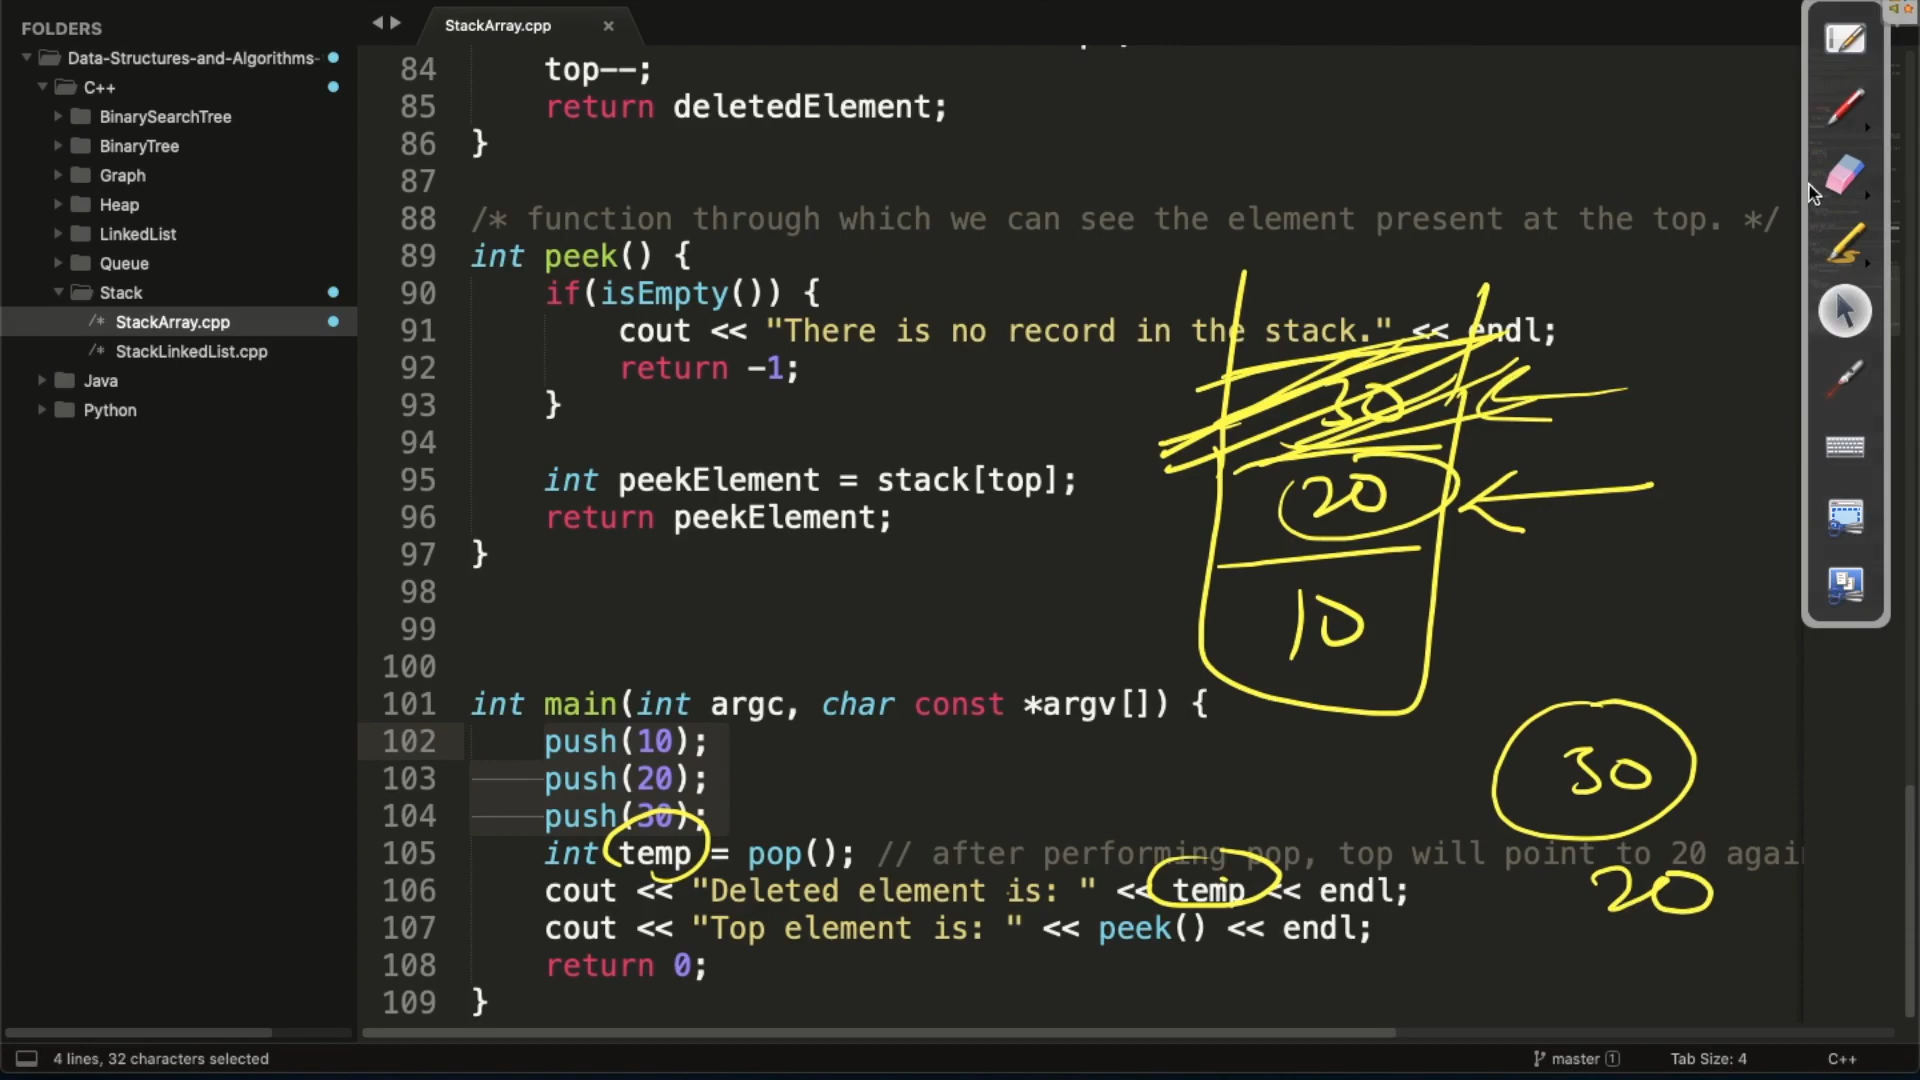 FOLDERS
Data-Structures-and-Algorithms-
C++
BinarySearchTree
BinaryTree
Graph
Heap
LinkedList
Queue
Stack
/* StackArray.cpp
/* StackLinkedList.cpp
Java
Python
StackArray.cpp ×
84 top--;
85 return deletedElement;
86 }
87
88 /* function through which we can see the element present at the top. */
89 int peek() {
90 if(isEmpty()) {
91 cout << "There is no record in the stack." << endl;
92 return -1;
93 }
94
95 int peekElement = stack[top];
96 return peekElement;
97 }
98
99
100
101 int main(int argc, char const *argv[]) {
102 push(10);
103 push(20);
104 push(30);
105 int temp = pop(); // after performing pop, top will point to 20 again
106 cout << "Deleted element is: " << temp << endl;
107 cout << "Top element is: " << peek() << endl;
108 return 0;
109 }
30
20
10
30
20
4 lines, 32 characters selected
master 1
Tab Size: 4
C++